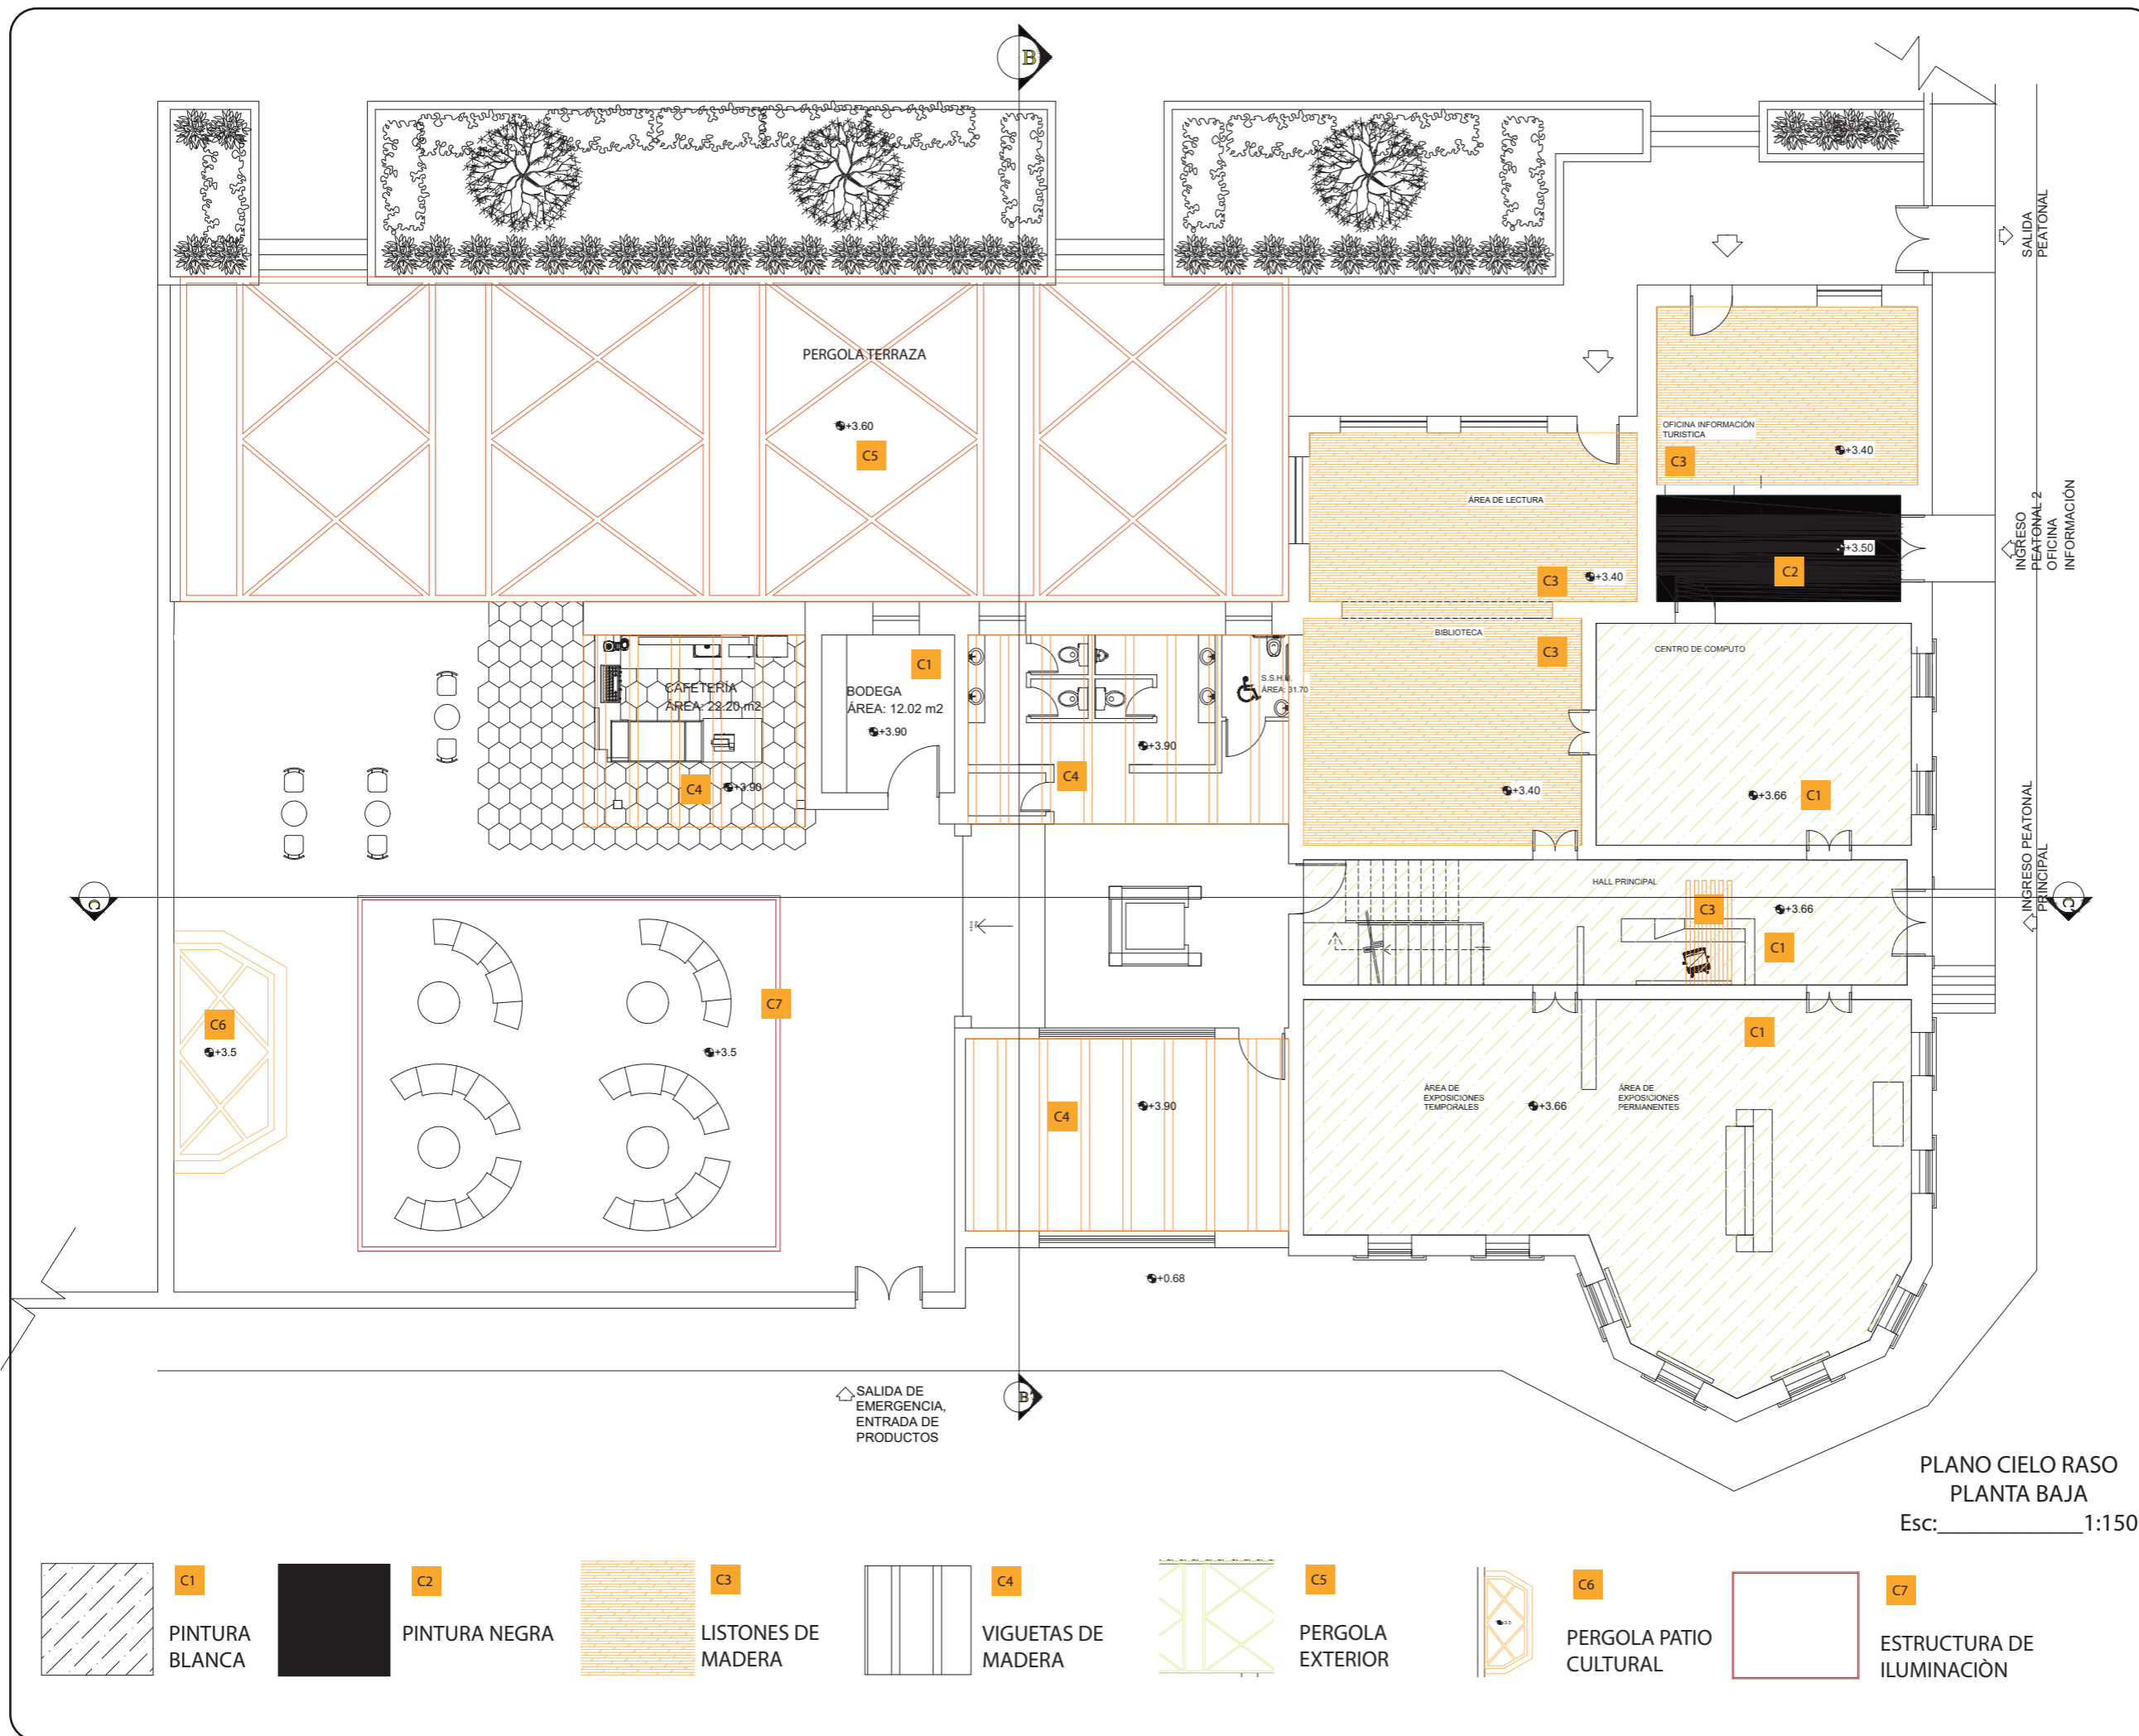 B
SALIDA
PEATONAL
PERGOLA TERRAZA
+3.60
C5
OFICINA INFORMACIÓN
TURISTICA
C3
+3.40
ÁREA DE LECTURA
C3
+3.40
+3.50
C2
INGRESO
PEATONAL 2
OFICINA
INFORMACIÓN
BIBLIOTECA
C3
+3.40
CENTRO DE COMPUTO
+3.66
C1
CAFETERÍA
ÁREA: 22.20 m2
C4
+3.90
C1
BODEGA
ÁREA: 12.02 m2
+3.90
S.S.H.H.
ÁREA: 31.70
+3.90
C4
INGRESO PEATONAL
PRINCIPAL
C
C
HALL PRINCIPAL
C3
+3.66
C1
C6
+3.5
C7
+3.5
C4
+3.90
C1
ÁREA DE
EXPOSICIONES
TEMPORALES
+3.66
ÁREA DE
EXPOSICIONES
PERMANENTES
+0.68
SALIDA DE
EMERGENCIA,
ENTRADA DE
PRODUCTOS
B
PLANO CIELO RASO
PLANTA BAJA
Esc:____________1:150
C1
PINTURA
BLANCA
C2
PINTURA NEGRA
C3
LISTONES DE
MADERA
C4
VIGUETAS DE
MADERA
C5
PERGOLA
EXTERIOR
C6
PERGOLA PATIO
CULTURAL
C7
ESTRUCTURA DE
ILUMINACIÒN